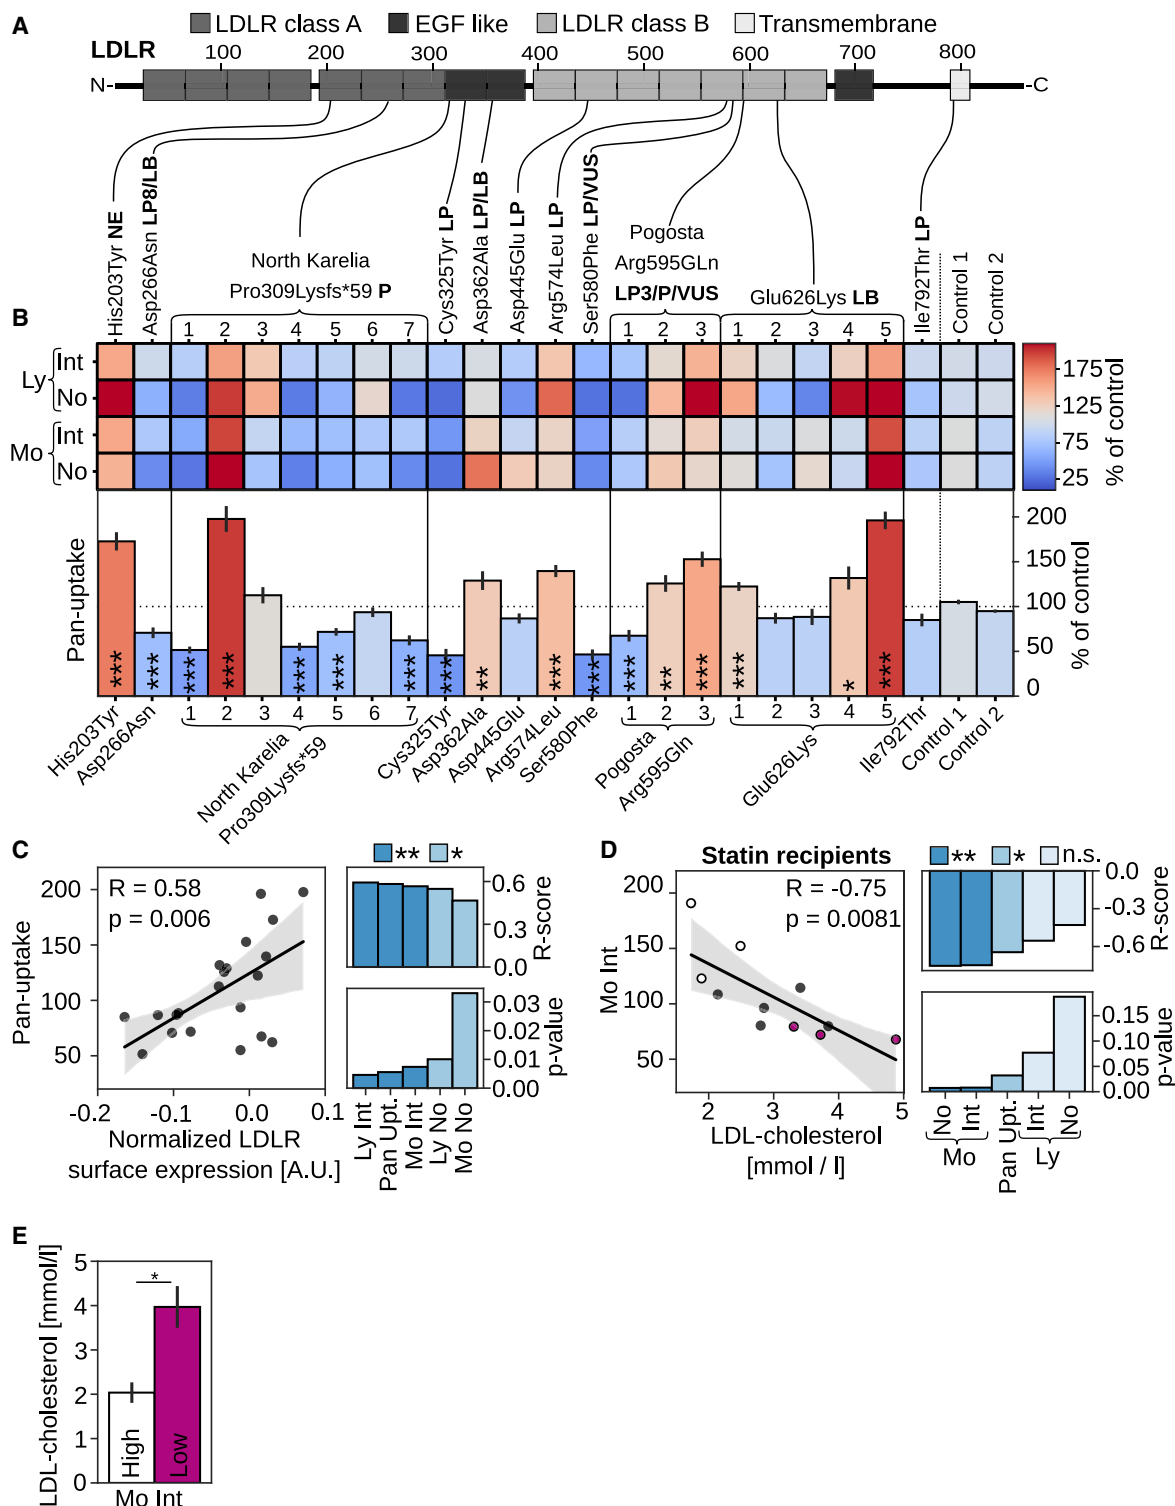 A
LDLR class A
EGF like
LDLR class B
Transmembrane
LDLR
100
200
300
400
500
600
700
800
N-
-C
His203Tyr NE
Asp266Asn LP8/LB
North Karelia
Pro309Lysfs*59 P
Cys325Tyr LP
Asp362Ala LP/LB
Asp445Glu LP
Arg574Leu LP
Ser580Phe LP/VUS
Pogosta
Arg595GLn
LP3/P/VUS
Glu626Lys LB
Ile792Thr LP
Control 1
Control 2
B
1 2 3 4 5 6 7
1 2 3
1 2 3 4 5
Ly
Int
No
Mo
Int
No
175
125
75
25
% of control
Pan-uptake
200
150
100
50
0
% of control
*** *** *** *** *** *** *** *** ** *** *** *** ** *** *** * ***
1 2 3 4 5 6 7
1 2 3
1 2 3 4 5
His203Tyr
Asp266Asn
North Karelia
Pro309Lysfs*59
Cys325Tyr
Asp362Ala
Asp445Glu
Arg574Leu
Ser580Phe
Pogosta
Arg595Gln
Glu626Lys
Ile792Thr
Control 1
Control 2
C
R = 0.58
p = 0.006
Pan-uptake
200
150
100
50
-0.2
-0.1
0.0
0.1
Normalized LDLR
surface expression [A.U.]
**
*
0.6
0.3
0.0
R-score
0.03
0.02
0.01
0.00
p-value
Ly Int
Pan Upt.
Mo Int
Ly No
Mo No
D
Statin recipients
R = -0.75
p = 0.0081
Mo Int
200
150
100
50
2
3
4
5
LDL-cholesterol
[mmol / l]
**
*
n.s.
0.0
-0.3
-0.6
R-score
0.15
0.10
0.05
0.00
p-value
No
Int
Pan Upt.
Int
No
Mo
Ly
E
LDL-cholesterol [mmol/l]
5
4
3
2
1
0
*
High
Low
Mo Int